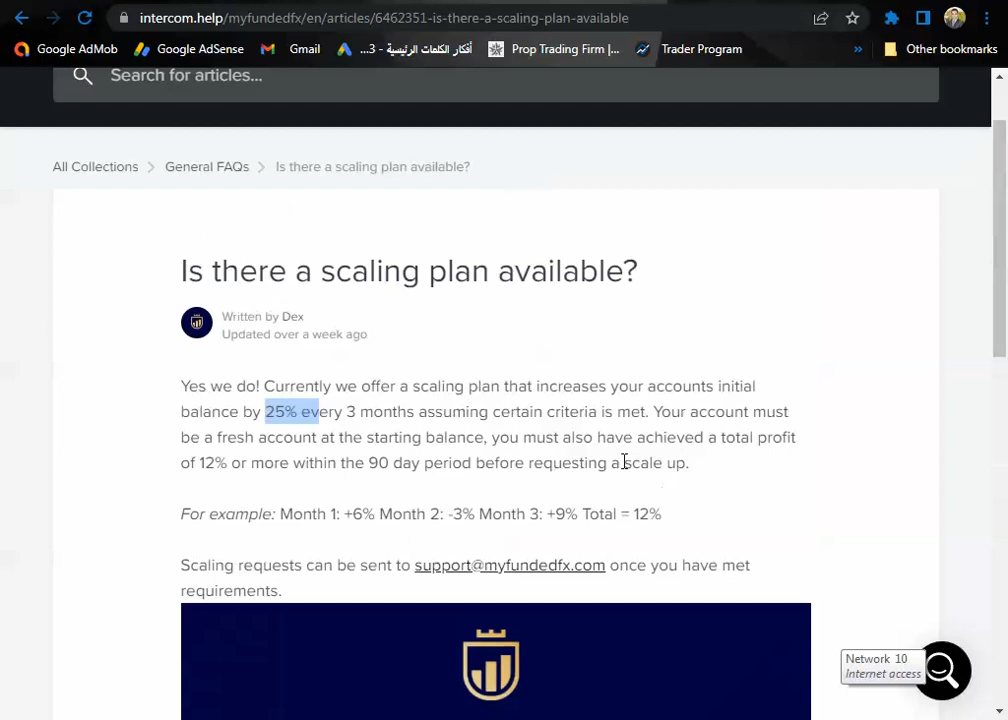 intercom.help/myfundedfx/en/articles/6462351-is-there-a-scaling-plan-available
Google AdMob
Google AdSense
Gmail
أفكار الكلمات الرئيسية - 3...
Prop Trading Firm |...
Trader Program
»
Other bookmarks
Search for articles...
All Collections > General FAQs > Is there a scaling plan available?
Is there a scaling plan available?
Written by Dex
Updated over a week ago
Yes we do! Currently we offer a scaling plan that increases your accounts initial
balance by 25% every 3 months assuming certain criteria is met. Your account must
be a fresh account at the starting balance, you must also have achieved a total profit
of 12% or more within the 90 day period before requesting a scale up.
For example: Month 1: +6% Month 2: -3% Month 3: +9% Total = 12%
Scaling requests can be sent to support@myfundedfx.com once you have met
requirements.
Network 10
Internet access